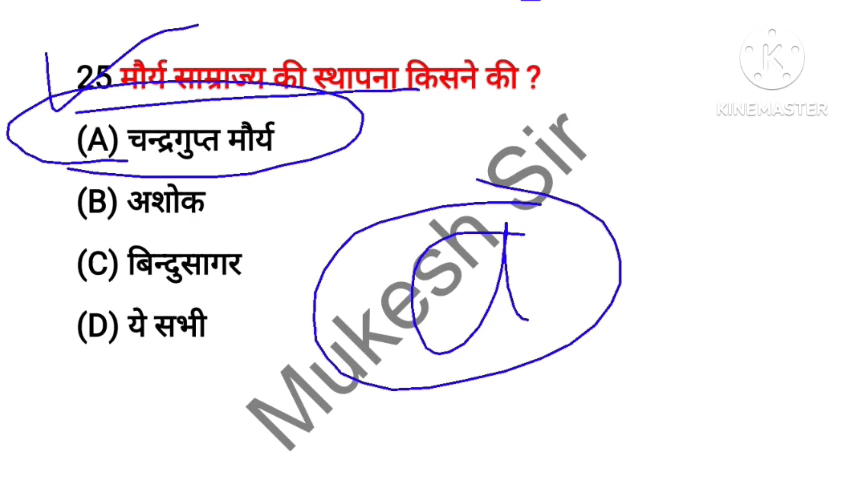 KINEMASTER
25 मौर्य साम्राज्य की स्थापना किसने की ?
(A) चन्द्रगुप्त मौर्य
(B) अशोक
(C) बिन्दुसागर
(D) ये सभी
a
Mukesh Sir